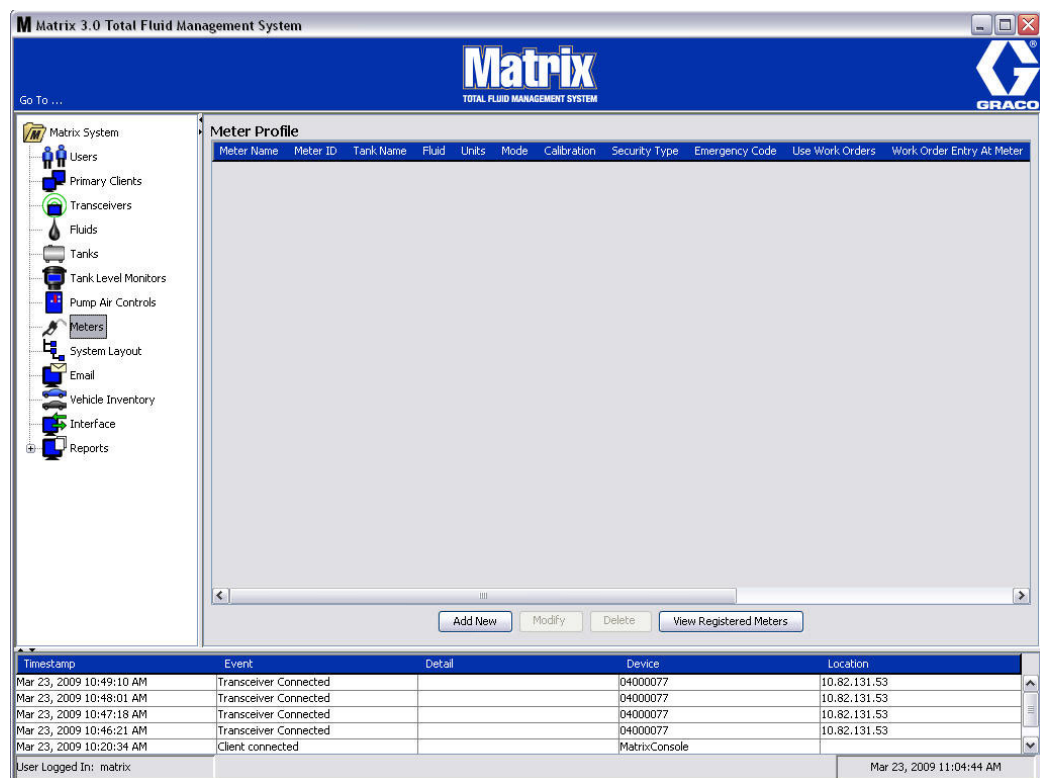 Matrix 3.0 Total Fluid Management System
Matrix
TOTAL FLUID MANAGEMENT SYSTEM
®
GRACO
Go To ...
Matrix System
Users
Primary Clients
Transceivers
Fluids
Tanks
Tank Level Monitors
Pump Air Controls
Meters
System Layout
Email
Vehicle Inventory
Interface
Reports
Meter Profile
Meter Name Meter ID Tank Name Fluid Units Mode Calibration Security Type Emergency Code Use Work Orders Work Order Entry At Meter
Add New Modify Delete View Registered Meters
Timestamp Event Detail Device Location
Mar 23, 2009 10:49:10 AM Transceiver Connected 04000077 10.82.131.53
Mar 23, 2009 10:48:01 AM Transceiver Connected 04000077 10.82.131.53
Mar 23, 2009 10:47:18 AM Transceiver Connected 04000077 10.82.131.53
Mar 23, 2009 10:46:21 AM Transceiver Connected 04000077 10.82.131.53
Mar 23, 2009 10:20:34 AM Client connected MatrixConsole
User Logged In: matrix Mar 23, 2009 11:04:44 AM